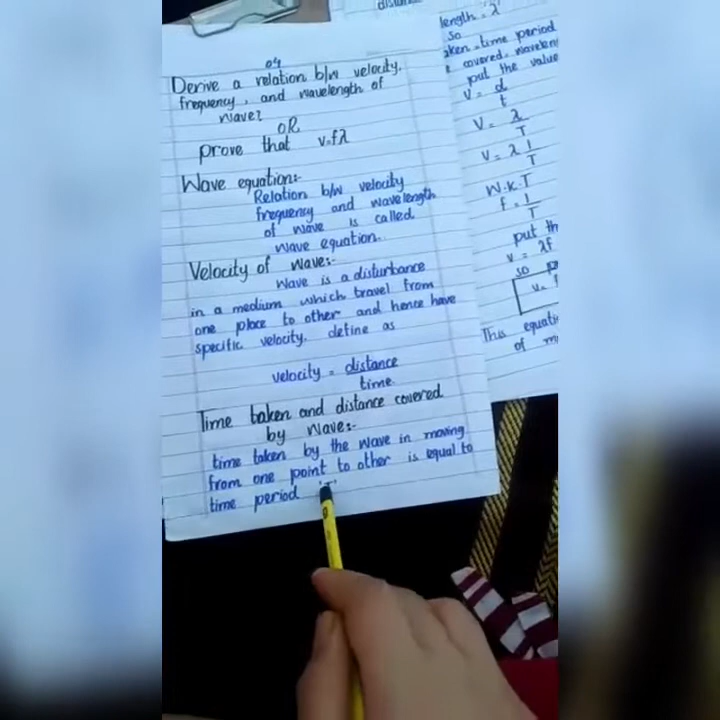 04
Derive a relation b/w velocity,
frequency, and wavelength of
wave?
OR
prove that v=fλ
Wave equation:-
Relation b/w velocity
frequency and wavelength
of wave is called
wave equation.
Velocity of wave:-
Wave is a disturbance
in a medium which travel from
one place to other and hence have
specific velocity. define as
velocity = distance
time
Time taken and distance covered
by wave:-
time taken by the wave in moving
from one point to other is equal to
time period 'T'
length 'λ'
so
time period
covered
put the value
v = d
t
v = λ
T
v = λ 1
T
W.K.T
f = 1
T
put
v = λf
so
v =
This
of